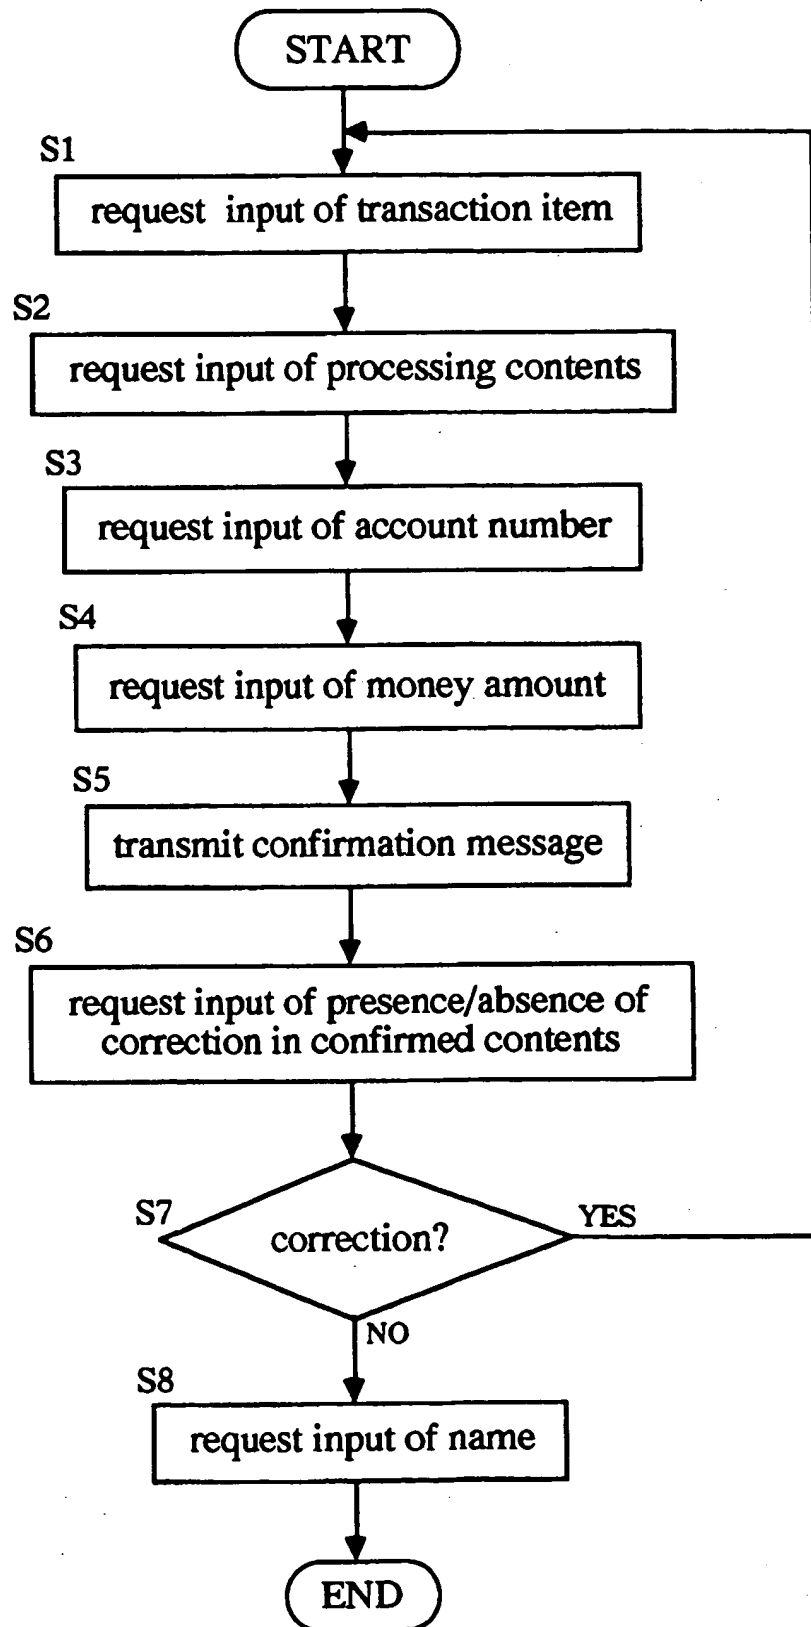 START
S1
request input of transaction item
S2
request input of processing contents
S3
request input of account number
S4
request input of money amount
S5
transmit confirmation message
S6
request input of presence/absence of
correction in confirmed contents
S7
correction?
YES
NO
S8
request input of name
END